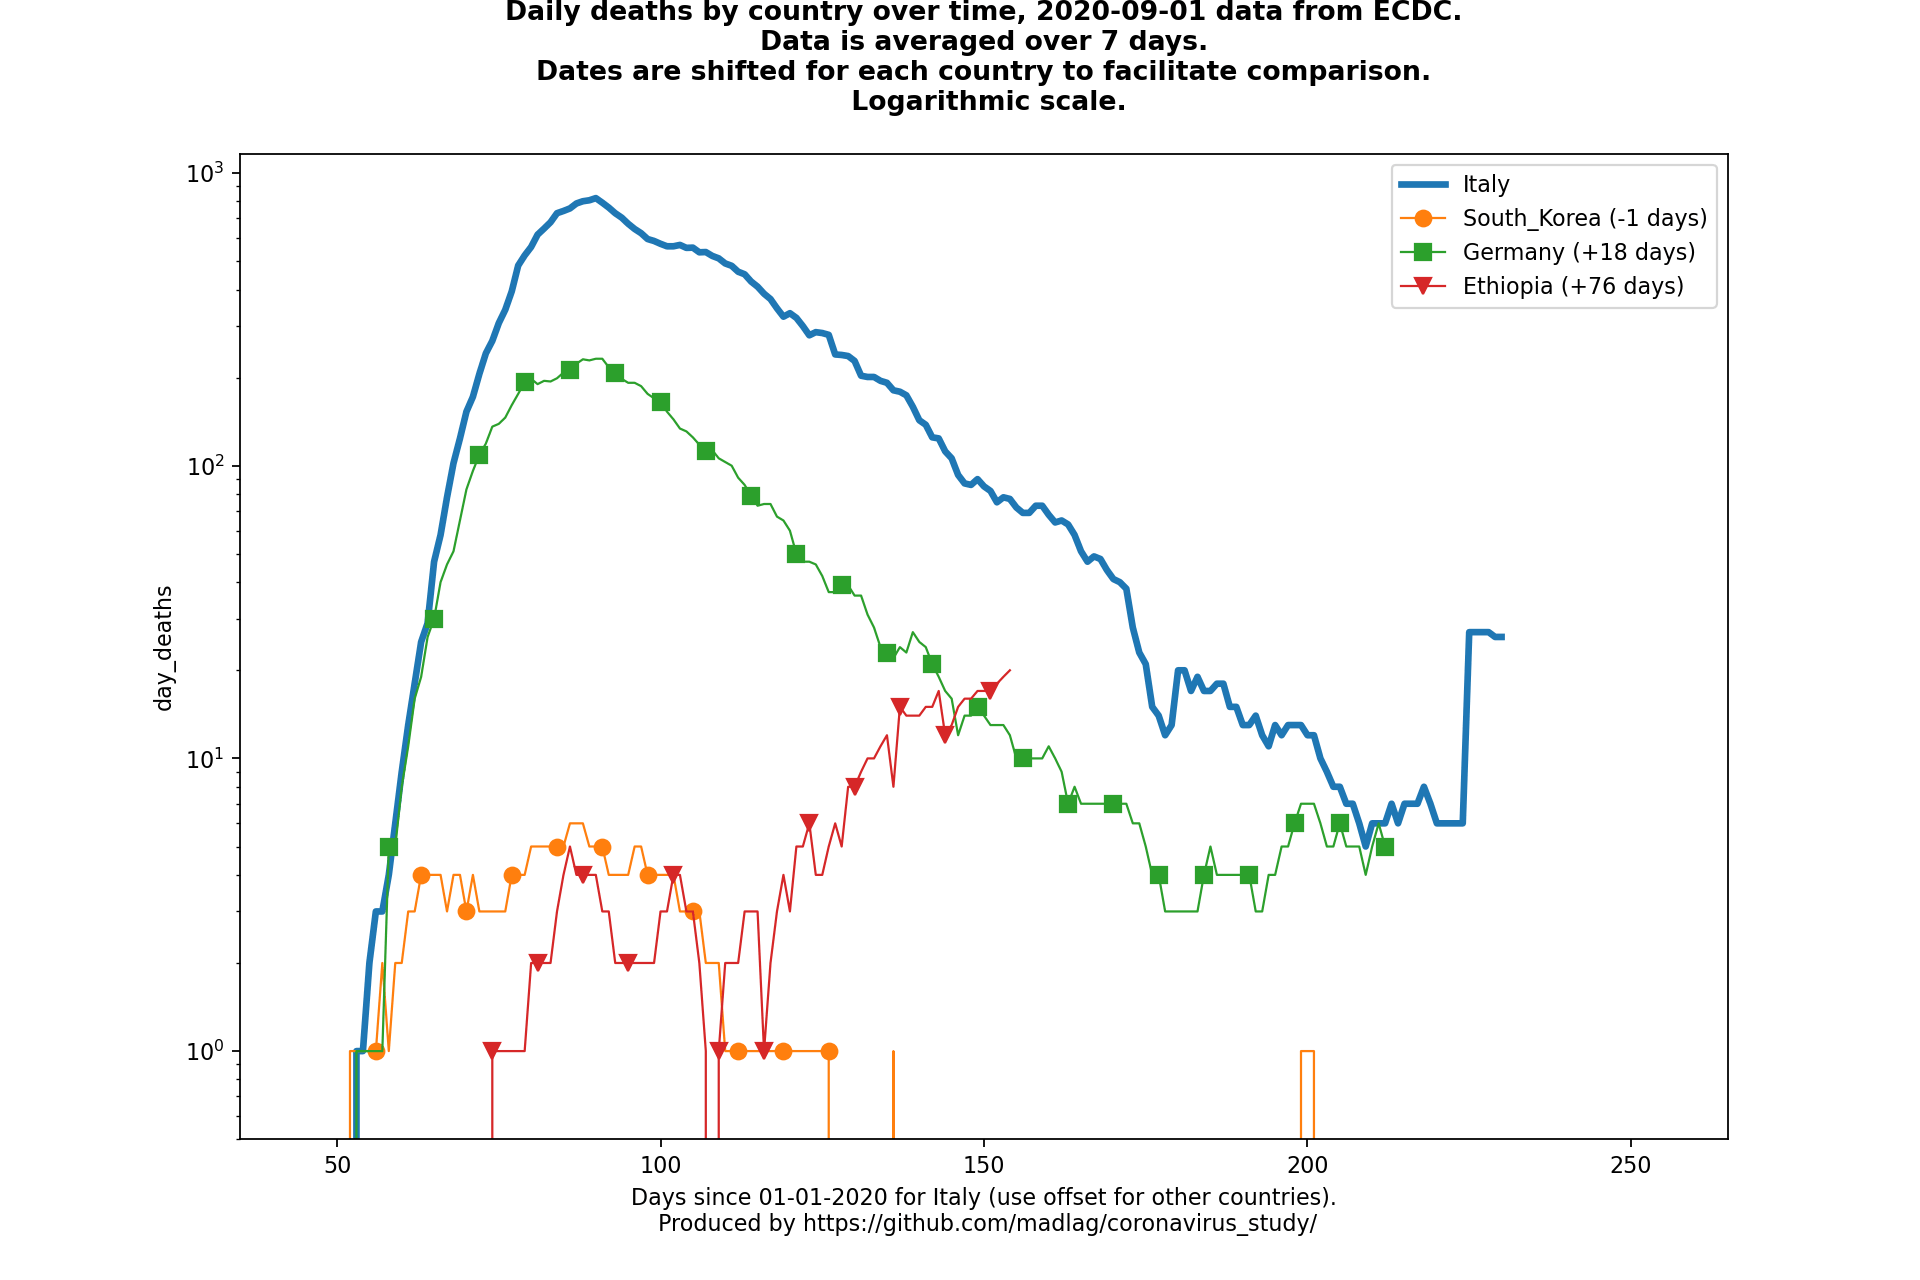 Daily deaths by country over time, 2020-09-01 data from ECDC.
Data is averaged over 7 days.
Dates are shifted for each country to facilitate comparison.
Logarithmic scale.
10³
10²
10¹
10⁰
day_deaths
Italy
South_Korea (-1 days)
Germany (+18 days)
Ethiopia (+76 days)
50 100 150 200 250
Days since 01-01-2020 for Italy (use offset for other countries).
Produced by https://github.com/madlag/coronavirus_study/